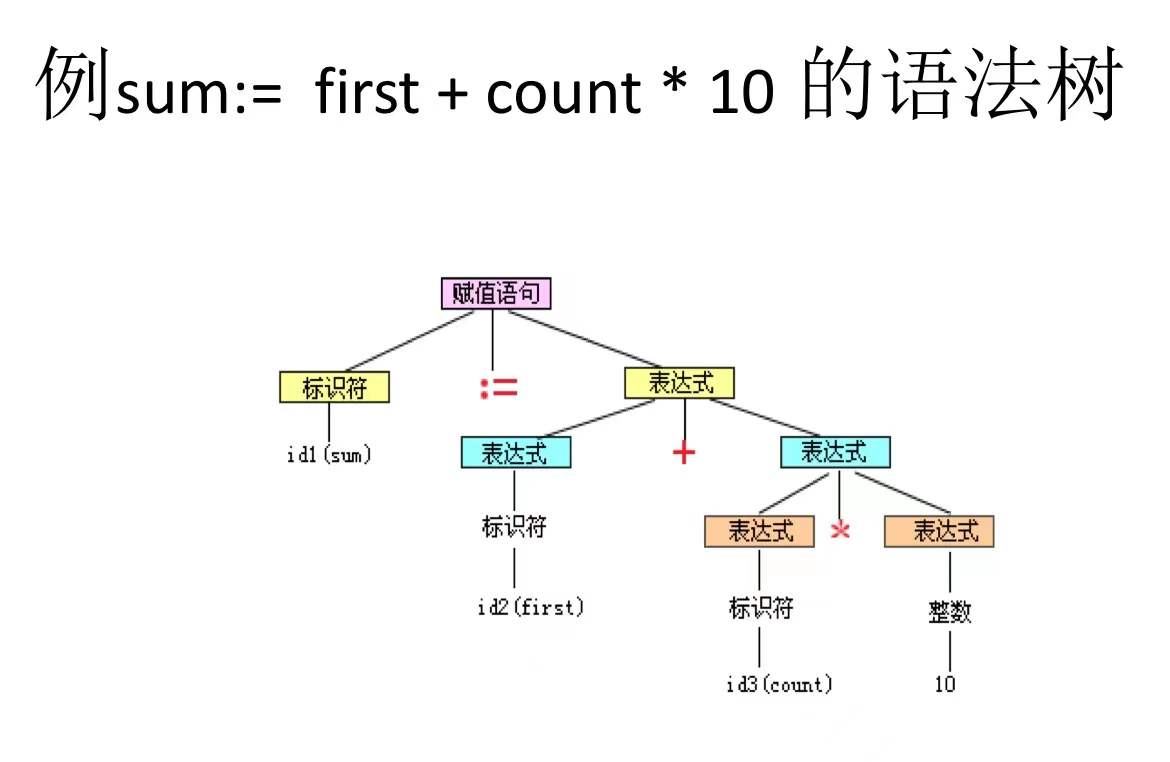 例sum:= first + count * 10 的语法树
赋值语句
标识符 := 表达式
id1(sum) 表达式 + 表达式
标识符 表达式 * 表达式
id2(first) 标识符 整数
id3(count) 10